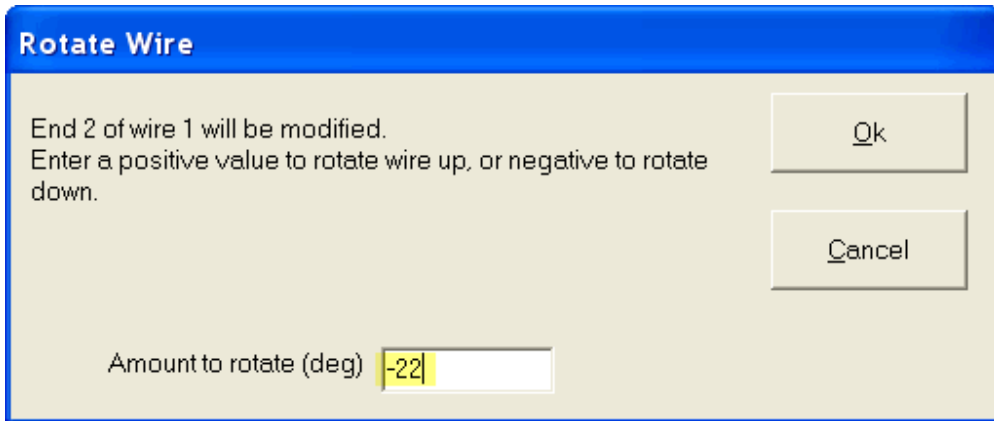 Rotate Wire
End 2 of wire 1 will be modified.
Enter a positive value to rotate wire up, or negative to rotate
down.
Ok
Cancel
Amount to rotate (deg) -22